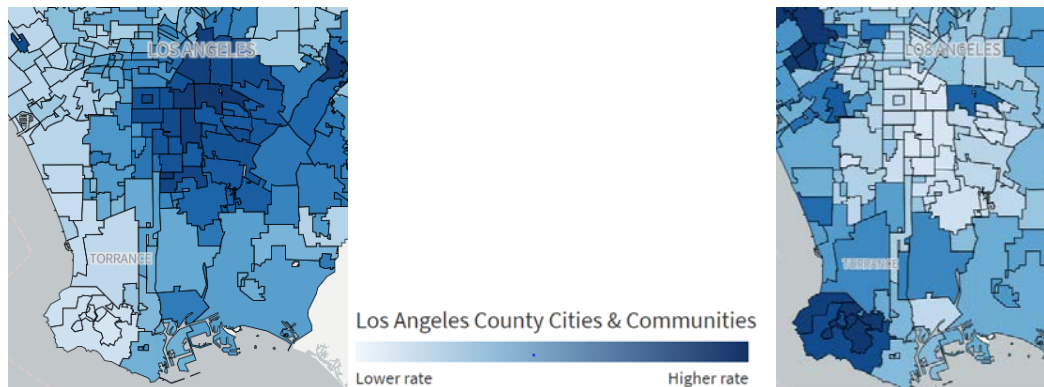 LOS ANGELES
TORRANCE
Los Angeles County Cities & Communities
Lower rate
Higher rate
LOS ANGELES
TORRANCE